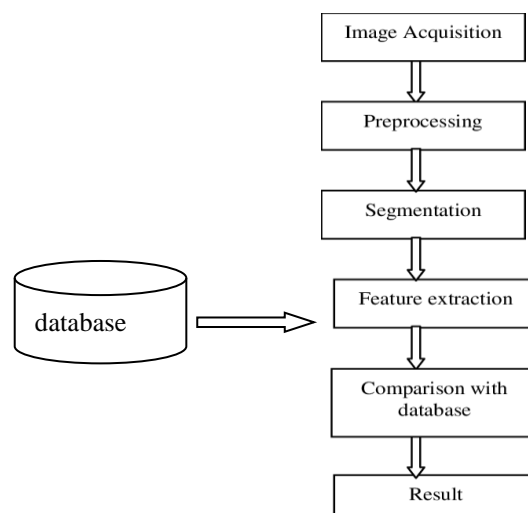 Image Acquisition
Preprocessing
Segmentation
database
Feature extraction
Comparison with
database
Result